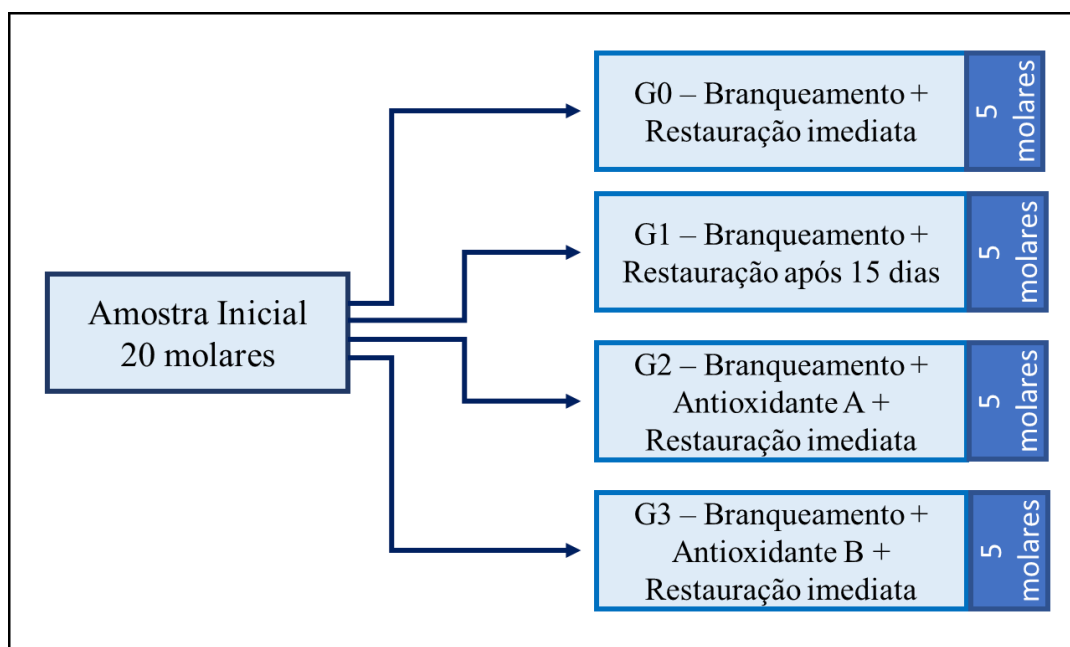 G0 – Branqueamento +
Restauração imediata
5
molares
G1 – Branqueamento +
Restauração após 15 dias
5
molares
Amostra Inicial
20 molares
G2 – Branqueamento +
Antioxidante A +
Restauração imediata
5
molares
G3 – Branqueamento +
Antioxidante B +
Restauração imediata
5
molares